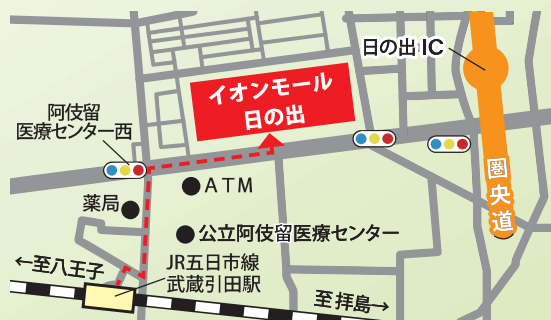 日の出 IC
イオンモール
日の出
阿伎留
医療センター西
圏央道
ATM
薬局
公立阿伎留医療センター
←至八王子
JR五日市線
武蔵引田駅
至拝島→